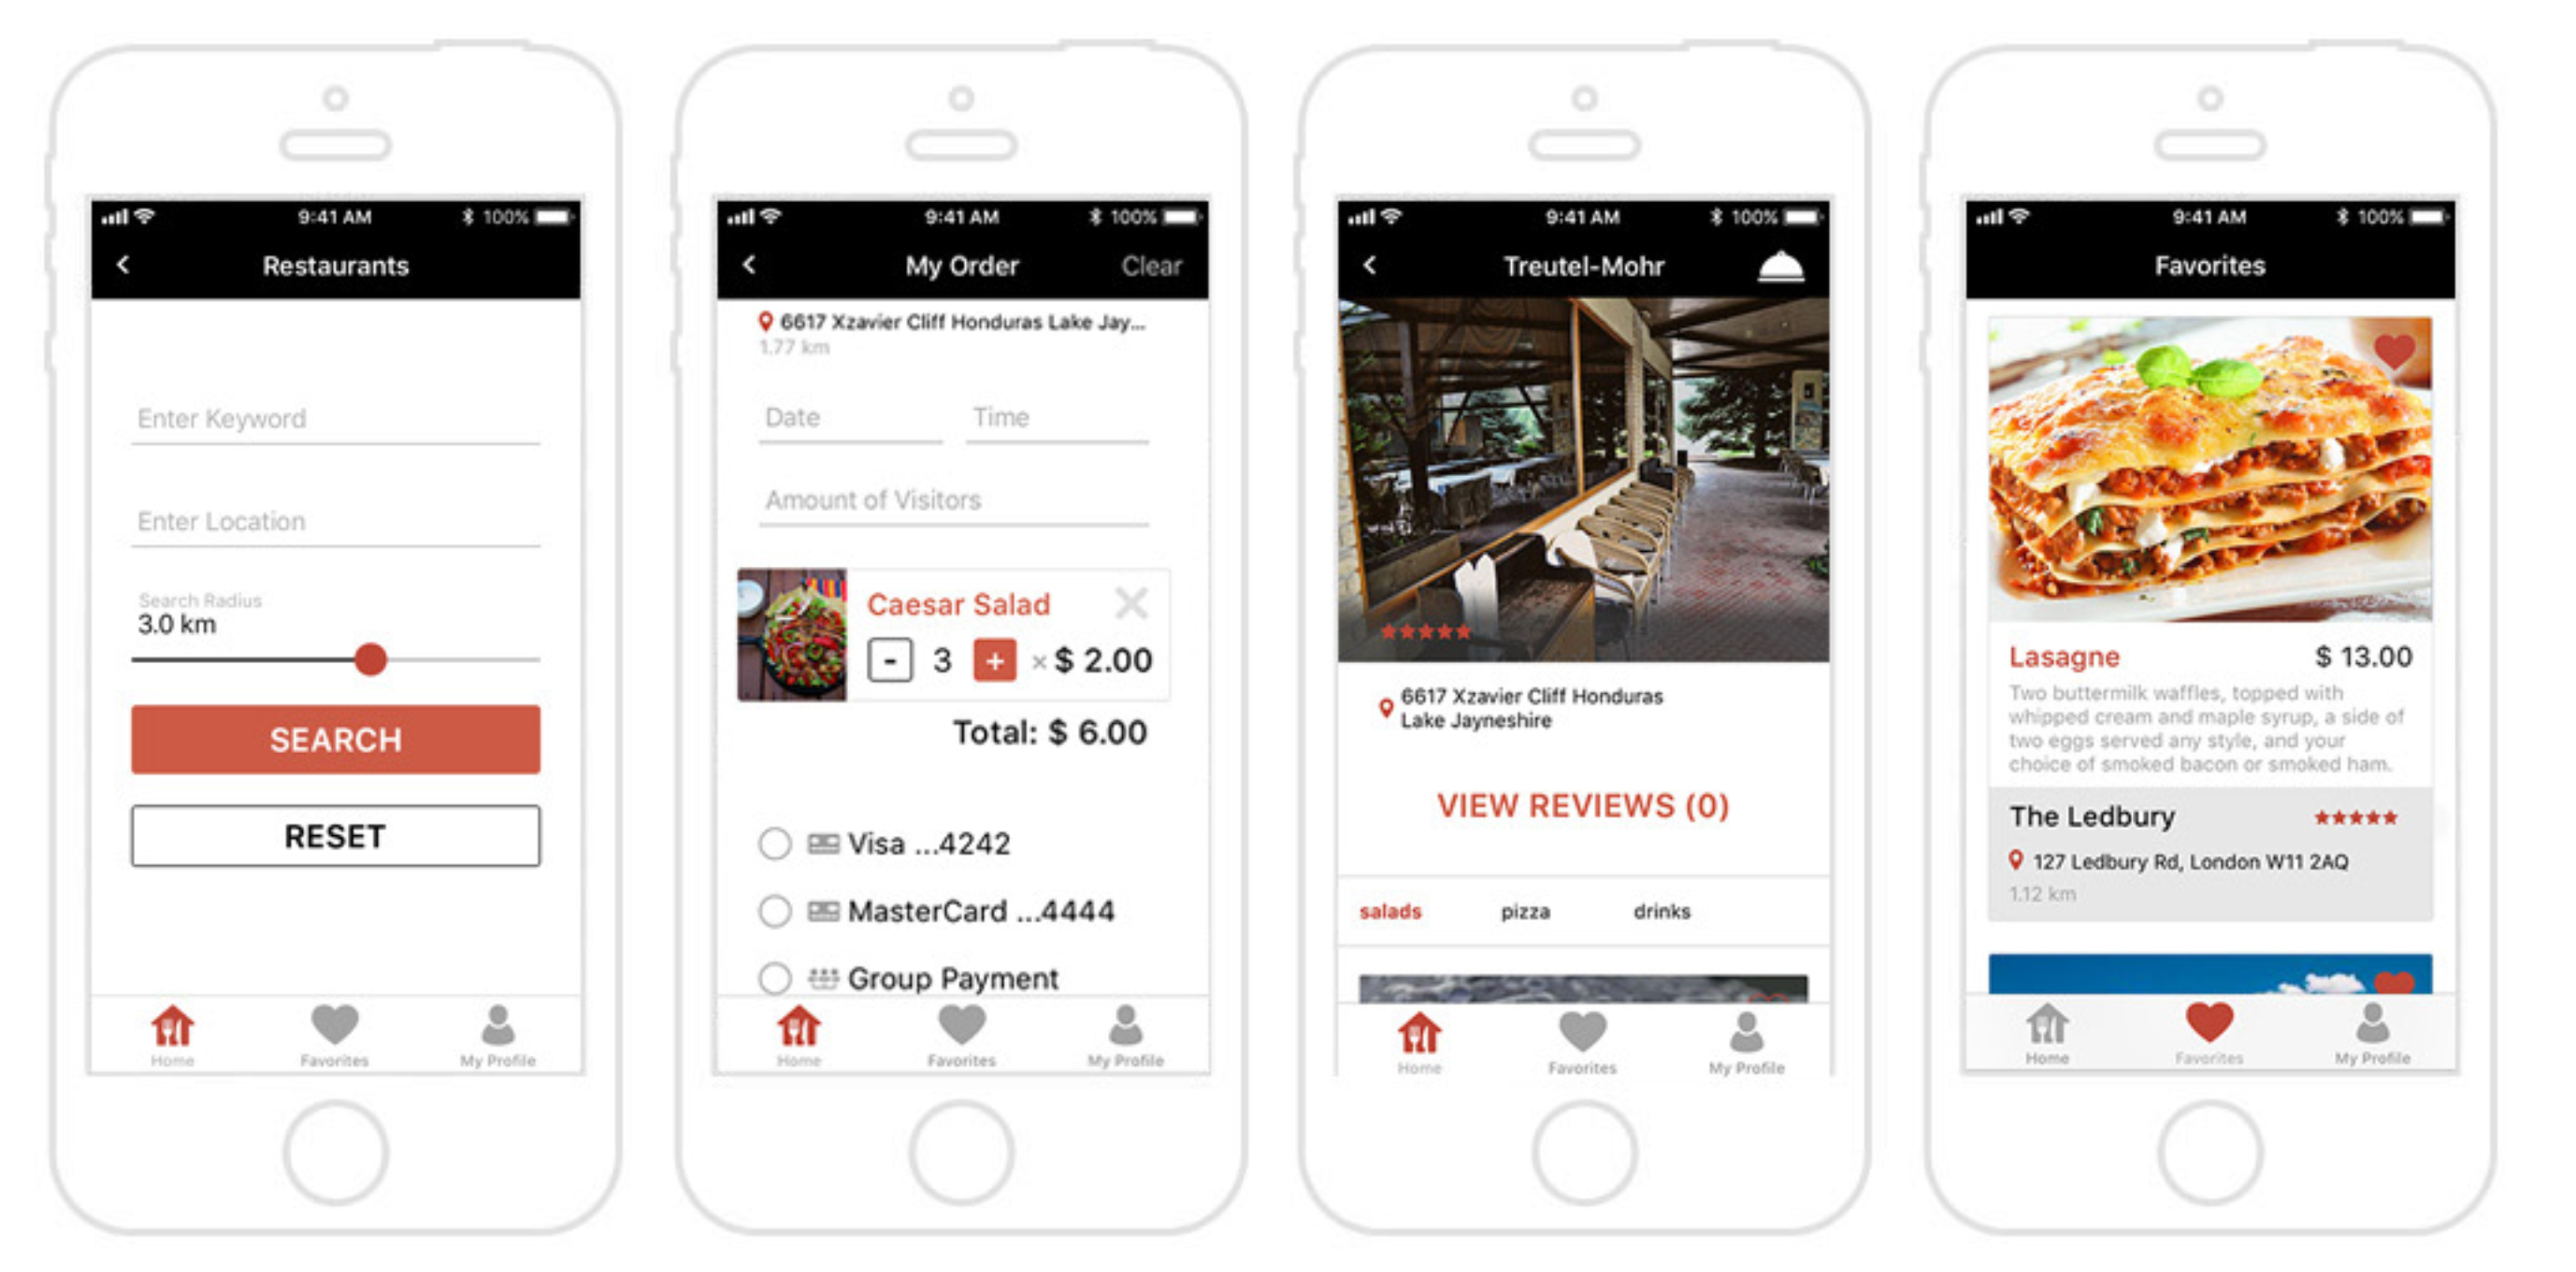 9:41 AM
100%
Restaurants
Enter Keyword
Enter Location
Search Radius
3.0 km
SEARCH
RESET
Home
Favorites
My Profile
9:41 AM
100%
My Order
Clear
6617 Xzavier Cliff Honduras Lake Jay...
1.77 km
Date
Time
Amount of Visitors
Caesar Salad
- 3 + × $ 2.00
Total: $ 6.00
Visa ...4242
MasterCard ...4444
Group Payment
Home
Favorites
My Profile
9:41 AM
100%
Treutel-Mohr
6617 Xzavier Cliff Honduras
Lake Jayneshire
VIEW REVIEWS (0)
salads
pizza
drinks
Home
Favorites
My Profile
9:41 AM
100%
Favorites
Lasagne
$ 13.00
Two buttermilk waffles, topped with
whipped cream and maple syrup, a side of
two eggs served any style, and your
choice of smoked bacon or smoked ham.
The Ledbury
127 Ledbury Rd, London W11 2AQ
1.12 km
Home
Favorites
My Profile